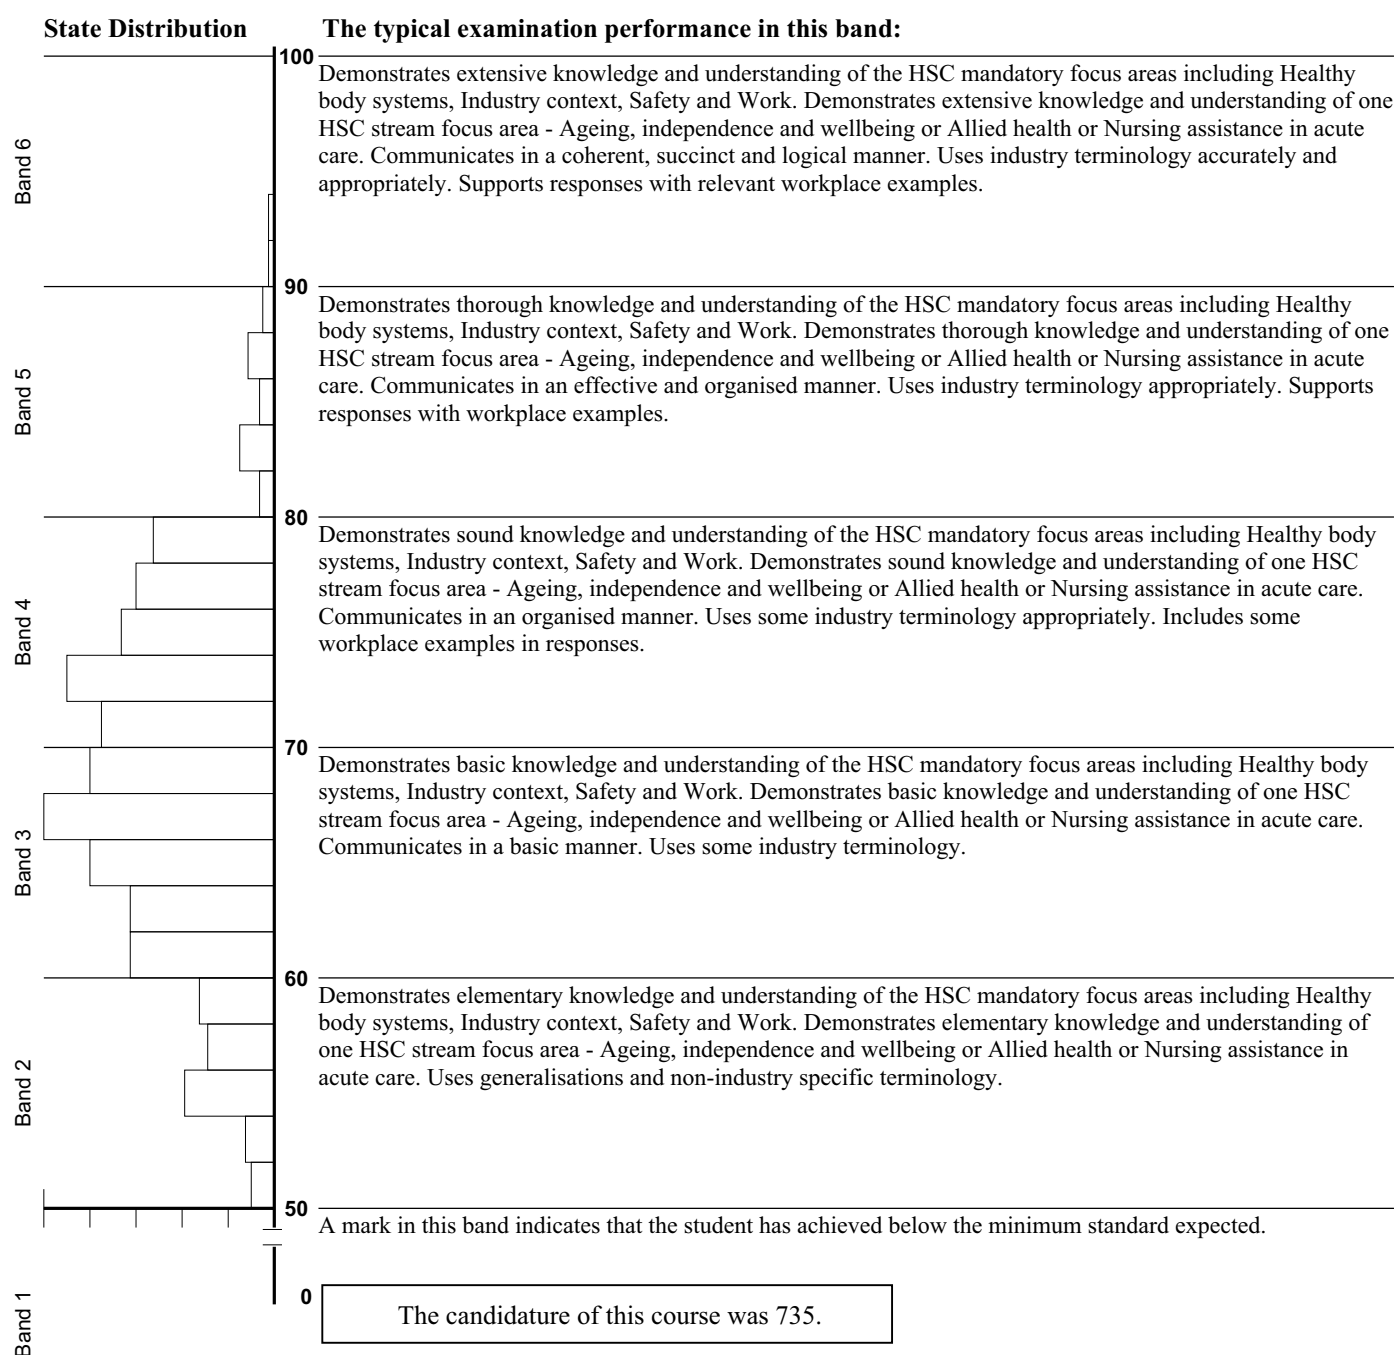 State Distribution
The typical examination performance in this band:
Band 6
100
Demonstrates extensive knowledge and understanding of the HSC mandatory focus areas including Healthy
body systems, Industry context, Safety and Work. Demonstrates extensive knowledge and understanding of one
HSC stream focus area - Ageing, independence and wellbeing or Allied health or Nursing assistance in acute
care. Communicates in a coherent, succinct and logical manner. Uses industry terminology accurately and
appropriately. Supports responses with relevant workplace examples.
Band 5
90
Demonstrates thorough knowledge and understanding of the HSC mandatory focus areas including Healthy
body systems, Industry context, Safety and Work. Demonstrates thorough knowledge and understanding of one
HSC stream focus area - Ageing, independence and wellbeing or Allied health or Nursing assistance in acute
care. Communicates in an effective and organised manner. Uses industry terminology appropriately. Supports
responses with workplace examples.
Band 4
80
Demonstrates sound knowledge and understanding of the HSC mandatory focus areas including Healthy body
systems, Industry context, Safety and Work. Demonstrates sound knowledge and understanding of one HSC
stream focus area - Ageing, independence and wellbeing or Allied health or Nursing assistance in acute care.
Communicates in an organised manner. Uses some industry terminology appropriately. Includes some
workplace examples in responses.
Band 3
70
Demonstrates basic knowledge and understanding of the HSC mandatory focus areas including Healthy body
systems, Industry context, Safety and Work. Demonstrates basic knowledge and understanding of one HSC
stream focus area - Ageing, independence and wellbeing or Allied health or Nursing assistance in acute care.
Communicates in a basic manner. Uses some industry terminology.
Band 2
60
Demonstrates elementary knowledge and understanding of the HSC mandatory focus areas including Healthy
body systems, Industry context, Safety and Work. Demonstrates elementary knowledge and understanding of
one HSC stream focus area - Ageing, independence and wellbeing or Allied health or Nursing assistance in
acute care. Uses generalisations and non-industry specific terminology.
Band 1
50
A mark in this band indicates that the student has achieved below the minimum standard expected.
0
The candidature of this course was 735.